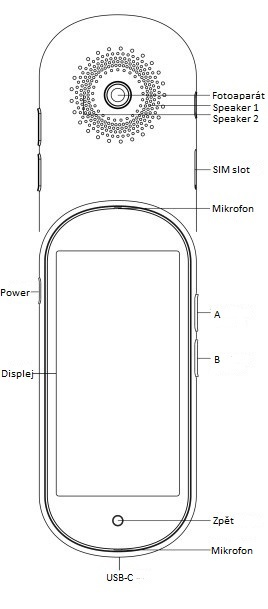 Fotoaparát
Speaker 1
Speaker 2
SIM slot
Mikrofon
Power
A
B
Displej
Zpět
Mikrofon
USB-C